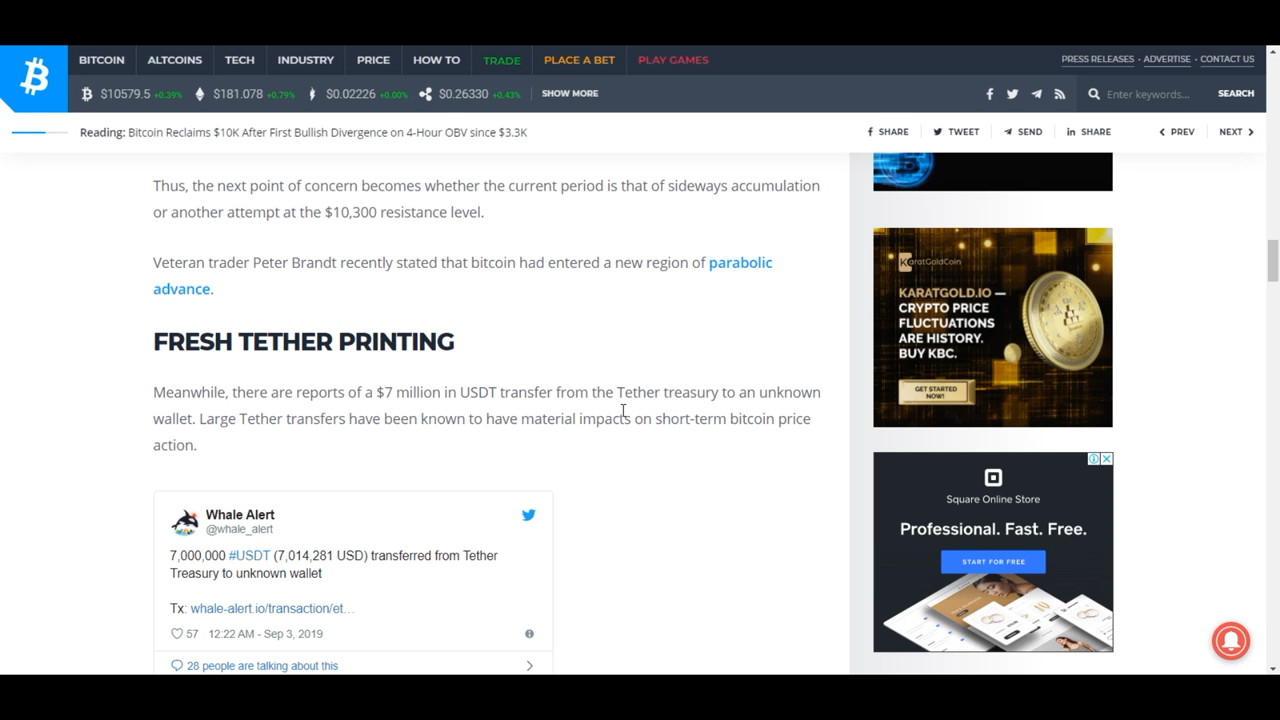 BITCOIN ALTCOINS TECH INDUSTRY PRICE HOW TO TRADE PLACE A BET PLAY GAMES
PRESS RELEASES - ADVERTISE - CONTACT US
$10579.5 +0.39% $181.078 +0.79% $0.02226 +0.00% $0.26330 +0.43% SHOW MORE
Enter keywords... SEARCH
Reading: Bitcoin Reclaims $10K After First Bullish Divergence on 4-Hour OBV since $3.3K
SHARE TWEET SEND SHARE PREV NEXT
Thus, the next point of concern becomes whether the current period is that of sideways accumulation
or another attempt at the $10,300 resistance level.
Veteran trader Peter Brandt recently stated that bitcoin had entered a new region of parabolic
advance.
FRESH TETHER PRINTING
Meanwhile, there are reports of a $7 million in USDT transfer from the Tether treasury to an unknown
wallet. Large Tether transfers have been known to have material impacts on short-term bitcoin price
action.
Whale Alert
@whale_alert
7,000,000 #USDT (7,014,281 USD) transferred from Tether
Treasury to unknown wallet
Tx: whale-alert.io/transaction/et…
57 12:22 AM - Sep 3, 2019
28 people are talking about this
KaratGoldCoin
KARATGOLD.IO —
CRYPTO PRICE
FLUCTUATIONS
ARE HISTORY.
BUY KBC.
GET STARTED
NOW!
Square Online Store
Professional. Fast. Free.
START FOR FREE